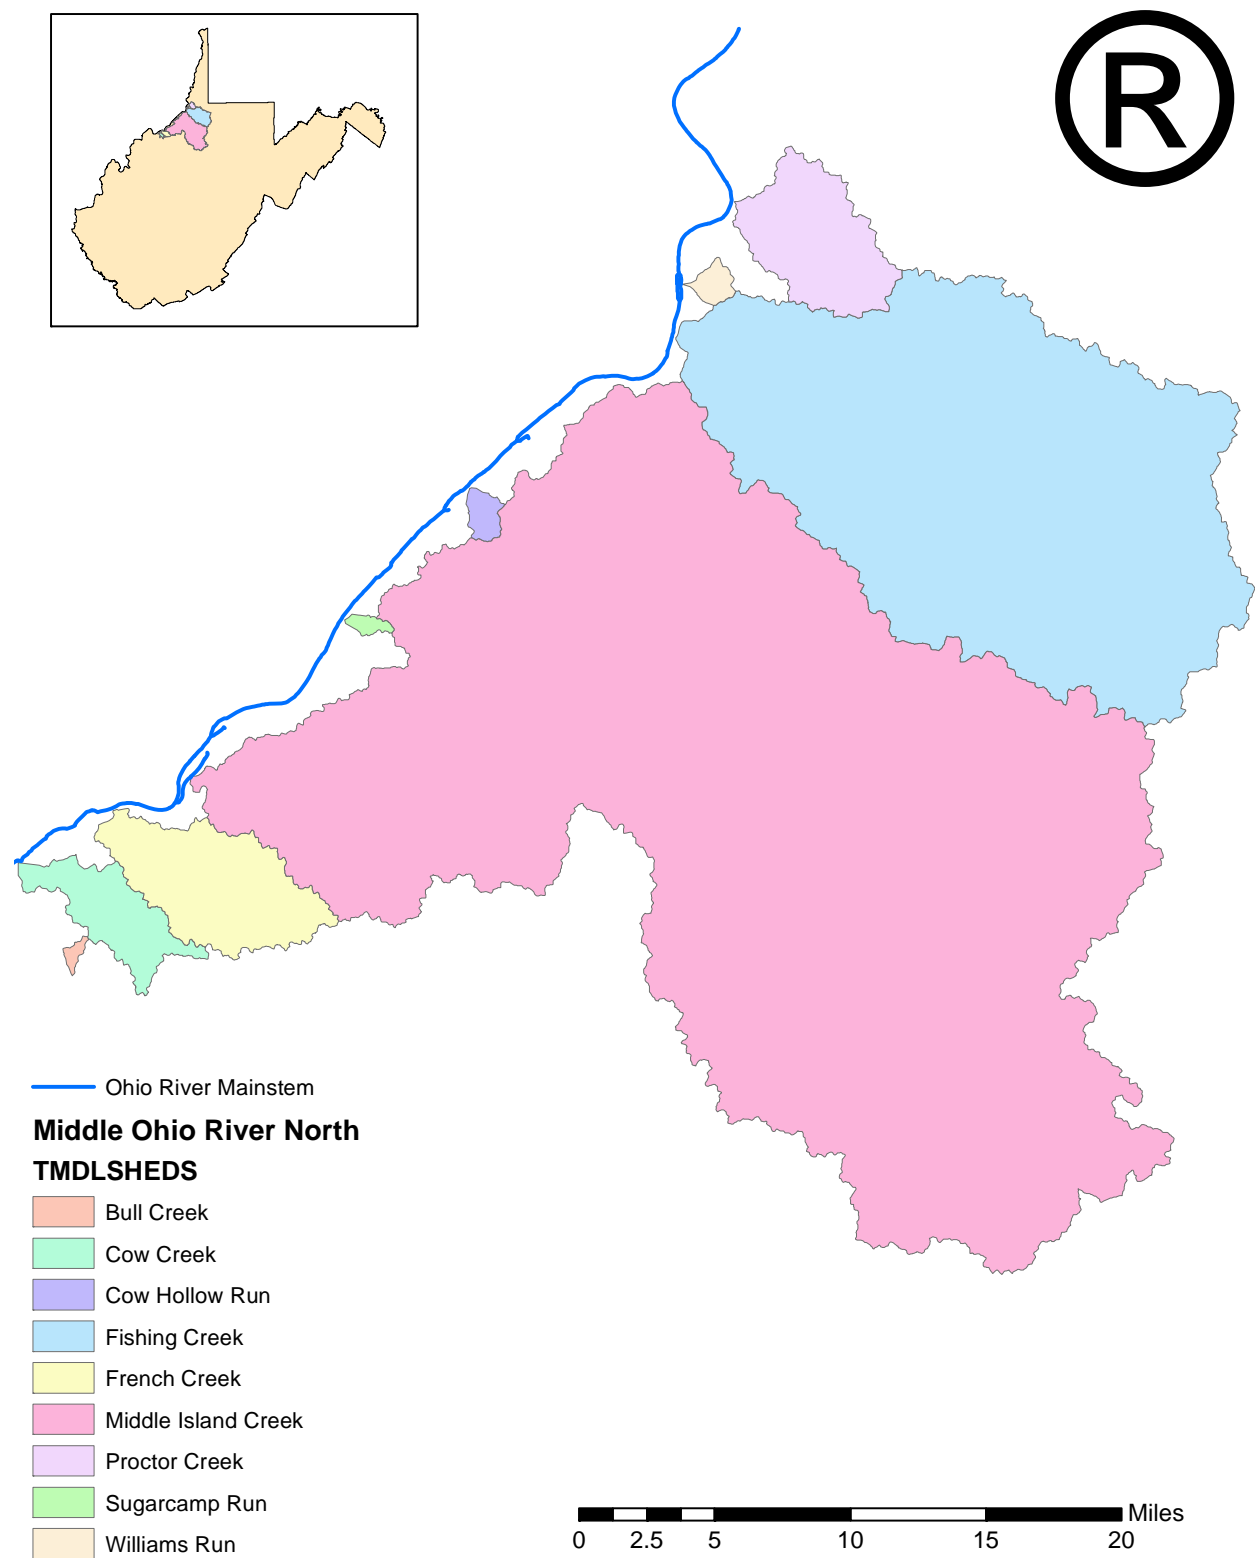 ®
Ohio River Mainstem
Middle Ohio River North
TMDLSHEDS
Bull Creek
Cow Creek
Cow Hollow Run
Fishing Creek
French Creek
Middle Island Creek
Proctor Creek
Sugarcamp Run
Williams Run
Miles
0 2.5 5 10 15 20